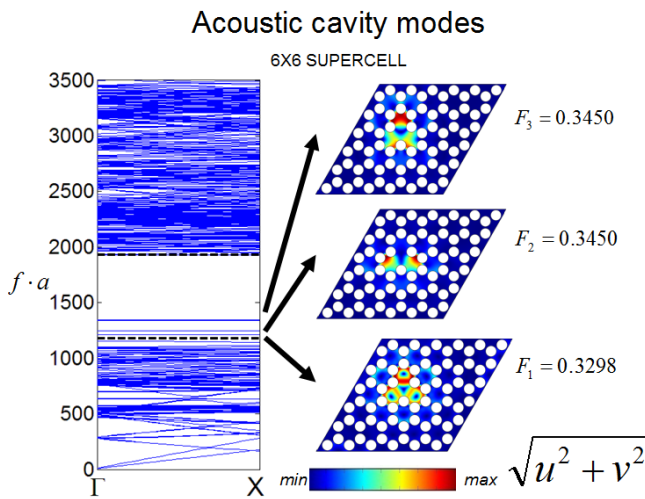 Acoustic cavity modes
6X6 SUPERCELL
3500
3000
2500
2000
1500
1000
500
0
f · a
Γ
X
F₃ = 0.3450
F₂ = 0.3450
F₁ = 0.3298
min
max
√u² + v²